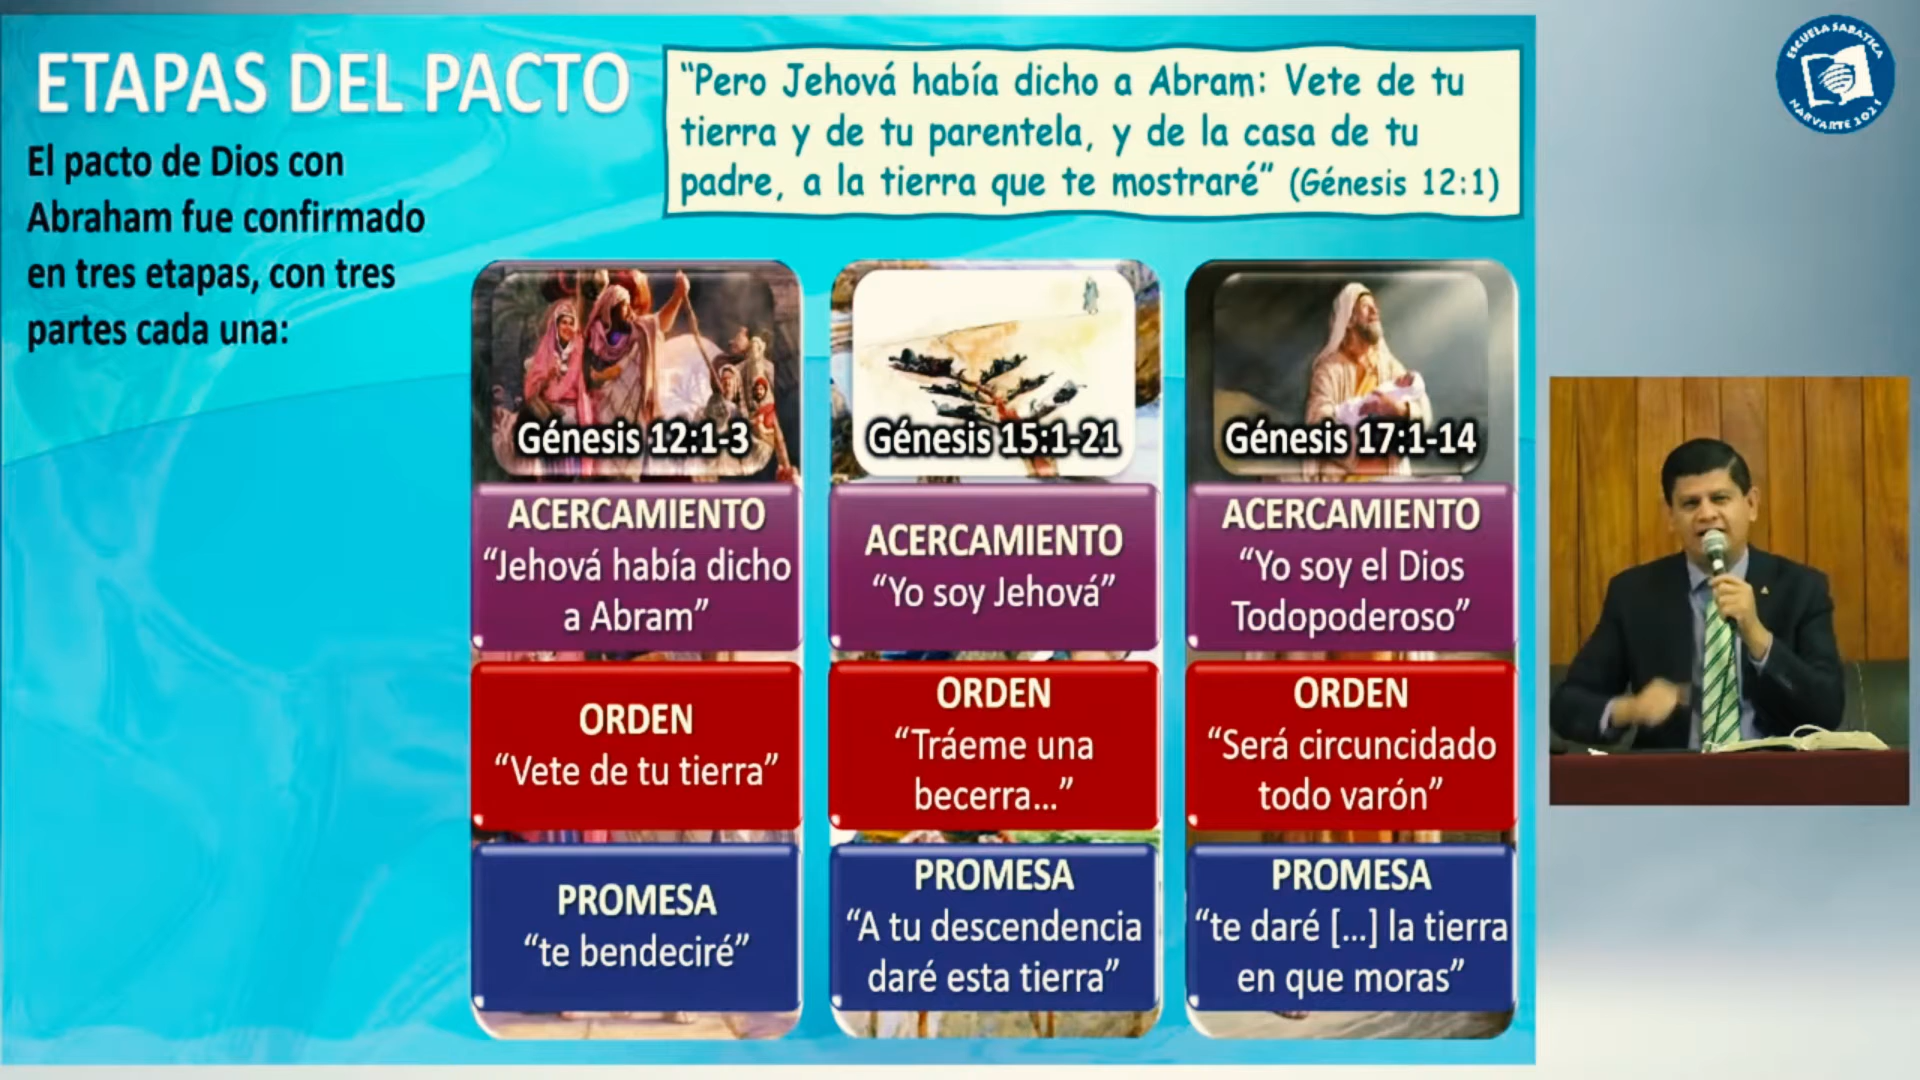 ETAPAS DEL PACTO
El pacto de Dios con
Abraham fue confirmado
en tres etapas, con tres
partes cada una:
“Pero Jehová había dicho a Abram: Vete de tu
tierra y de tu parentela, y de la casa de tu
padre, a la tierra que te mostraré” (Génesis 12:1)
Génesis 12:1-3
ACERCAMIENTO
“Jehová había dicho
a Abram”
ORDEN
“Vete de tu tierra”
PROMESA
“te bendeciré”
Génesis 15:1-21
ACERCAMIENTO
“Yo soy Jehová”
ORDEN
“Tráeme una
becerra...”
PROMESA
“A tu descendencia
daré esta tierra”
Génesis 17:1-14
ACERCAMIENTO
“Yo soy el Dios
Todopoderoso”
ORDEN
“Será circuncidado
todo varón”
PROMESA
“te daré [...] la tierra
en que moras”
ESCUELA SABÁTICA
NARVARTE 2021